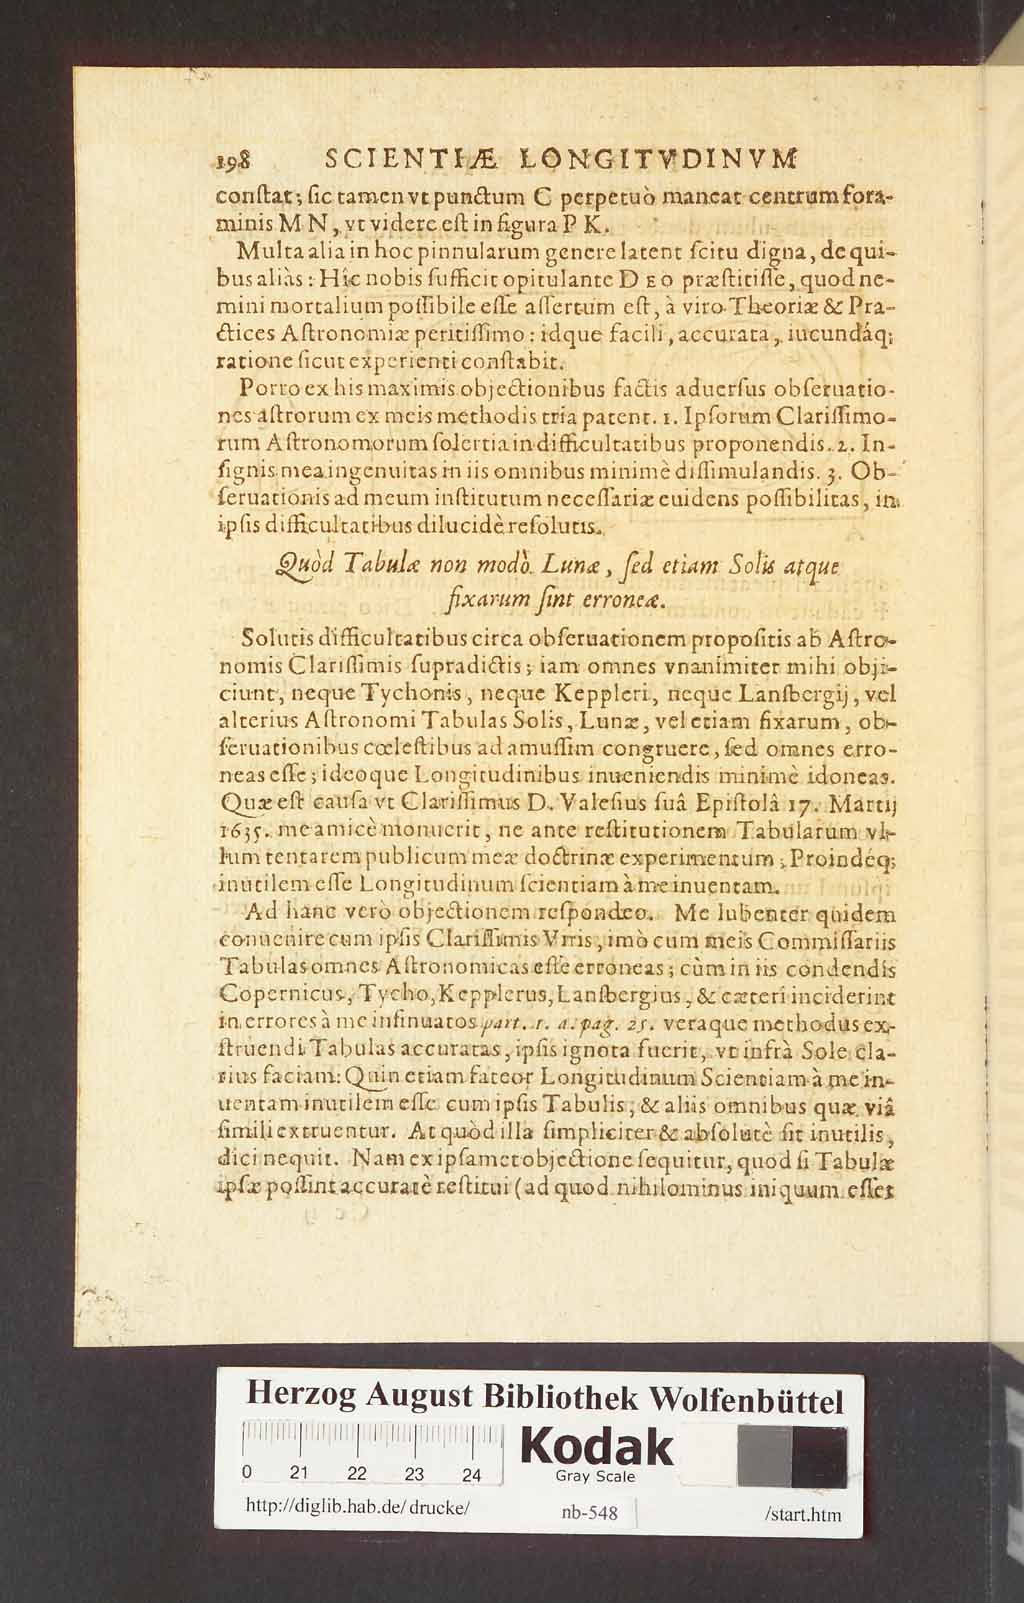 198 SCIENTIÆ LONGITVDINVM
conſtat; ſic tamen vt punctum C perpetuò maneat centrum fora-
minis M N, vt videre eſt in figura P K.
Multa alia in hoc pinnularum genere latent ſcitu digna, de qui-
bus aliàs: Hîc nobis ſufficit opitulante DEO præſtitiſſe, quod ne-
mini mortalium poſſibile eſſe aſſertum eſt, à viro Theoriæ & Pra-
ctices Aſtronomiæ peritiſſimo: idque facili, accurata, iucundáq;
ratione ſicut experienti conſtabit.
Porro ex his maximis objectionibus factis aduerſus obſeruatio-
nes aſtrorum ex meis methodis tria patent. 1. Ipſorum Clariſſimo-
rum Aſtronomorum ſolertia in difficultatibus proponendis. 2. In-
ſignis mea ingenuitas in iis omnibus minimè diſſimulandis. 3. Ob-
ſeruationis ad meum inſtitutum neceſſariæ euidens poſſibilitas, in
ipſis difficultatibus dilucidè reſolutis.
Quòd Tabulæ non modò Lunæ, ſed etiam Solis atque
fixarum ſint erroneæ.
Solutis difficultatibus circa obſeruationem propoſitis ab Aſtro-
nomis Clariſſimis ſupradictis; iam omnes vnanimiter mihi obji-
ciunt, neque Tychonis, neque Keppleri, neque Lanſbergij, vel
alterius Aſtronomi Tabulas Solis, Lunæ, vel etiam fixarum, ob-
ſeruationibus cœleſtibus ad amuſſim congruere, ſed omnes erro-
neas eſſe; ideoque Longitudinibus inueniendis minimè idoneas.
Quæ eſt cauſa vt Clariſſimus D. Valeſius ſuâ Epiſtolâ 17. Martij
1635. me amicè monuerit, ne ante reſtitutionem Tabularum vl-
lum tentarem publicum meæ doctrinæ experimentum; Proindéq;
inutilem eſſe Longitudinum ſcientiam à me inuentam.
Ad hanc verò objectionem reſpondeo. Me lubenter quidem
conuenire cum ipſis Clariſſimis Viris, imò cum meis Commiſſariis
Tabulas omnes Aſtronomicas eſſe erroneas; cùm in iis condendis
Copernicus, Tycho, Kepplerus, Lanſbergius, & cæteri inciderint
in errores à me inſinuatos part. 1. a. pag. 25. veraque methodus ex-
ſtruendi Tabulas accuratas, ipſis ignota fuerit, vt infrà Sole cla-
rius faciam: Quin etiam fateor Longitudinum Scientiam à me in-
uentam inutilem eſſe cum ipſis Tabulis, & aliis omnibus quæ viâ
ſimili extruentur. At quòd illa ſimpliciter & abſolutè ſit inutilis,
dici nequit. Nam ex ipſamet objectione ſequitur, quod ſi Tabulæ
ipſæ poſſint accuratè reſtitui (ad quod nihilominus iniquum eſſet
Herzog August Bibliothek Wolfenbüttel
0 21 22 23 24
Kodak
Gray Scale
http://diglib.hab.de/drucke/ nb-548 /start.htm